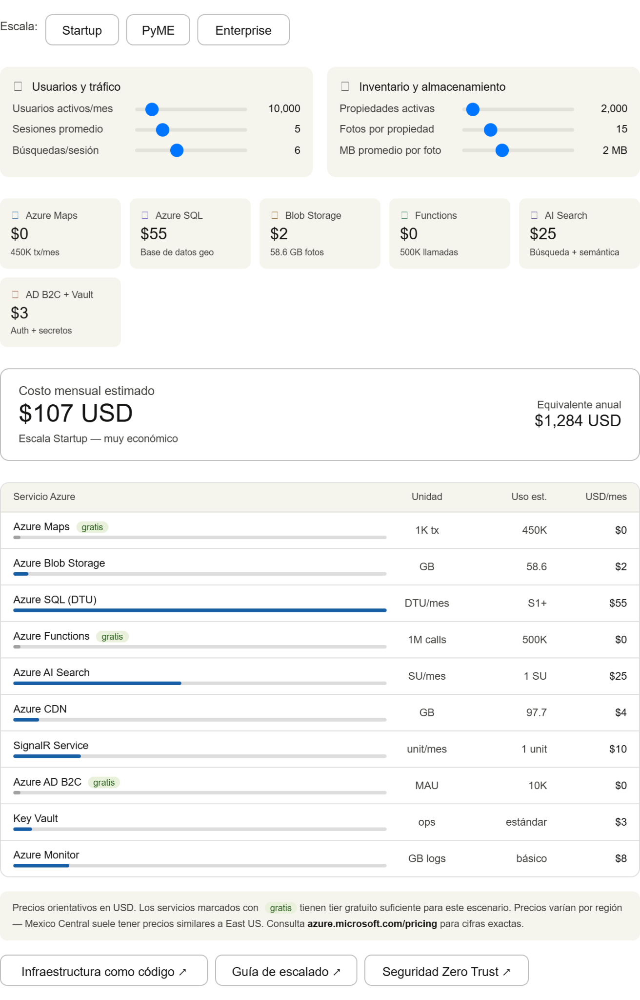 Escala:
Startup
PyME
Enterprise
Usuarios y tráfico
Usuarios activos/mes 10,000
Sesiones promedio 5
Búsquedas/sesión 6
Inventario y almacenamiento
Propiedades activas 2,000
Fotos por propiedad 15
MB promedio por foto 2 MB
Azure Maps
$0
450K tx/mes
Azure SQL
$55
Base de datos geo
Blob Storage
$2
58.6 GB fotos
Functions
$0
500K llamadas
AI Search
$25
Búsqueda + semántica
AD B2C + Vault
$3
Auth + secretos
Costo mensual estimado
$107 USD
Escala Startup — muy económico
Equivalente anual
$1,284 USD
Servicio Azure Unidad Uso est. USD/mes
Azure Maps gratis 1K tx 450K $0
Azure Blob Storage GB 58.6 $2
Azure SQL (DTU) DTU/mes S1+ $55
Azure Functions gratis 1M calls 500K $0
Azure AI Search SU/mes 1 SU $25
Azure CDN GB 97.7 $4
SignalR Service unit/mes 1 unit $10
Azure AD B2C gratis MAU 10K $0
Key Vault ops estándar $3
Azure Monitor GB logs básico $8
Precios orientativos en USD. Los servicios marcados con gratis tienen tier gratuito suficiente para este escenario. Precios varían por región
— Mexico Central suele tener precios similares a East US. Consulta azure.microsoft.com/pricing para cifras exactas.
Infraestructura como código ↗
Guía de escalado ↗
Seguridad Zero Trust ↗